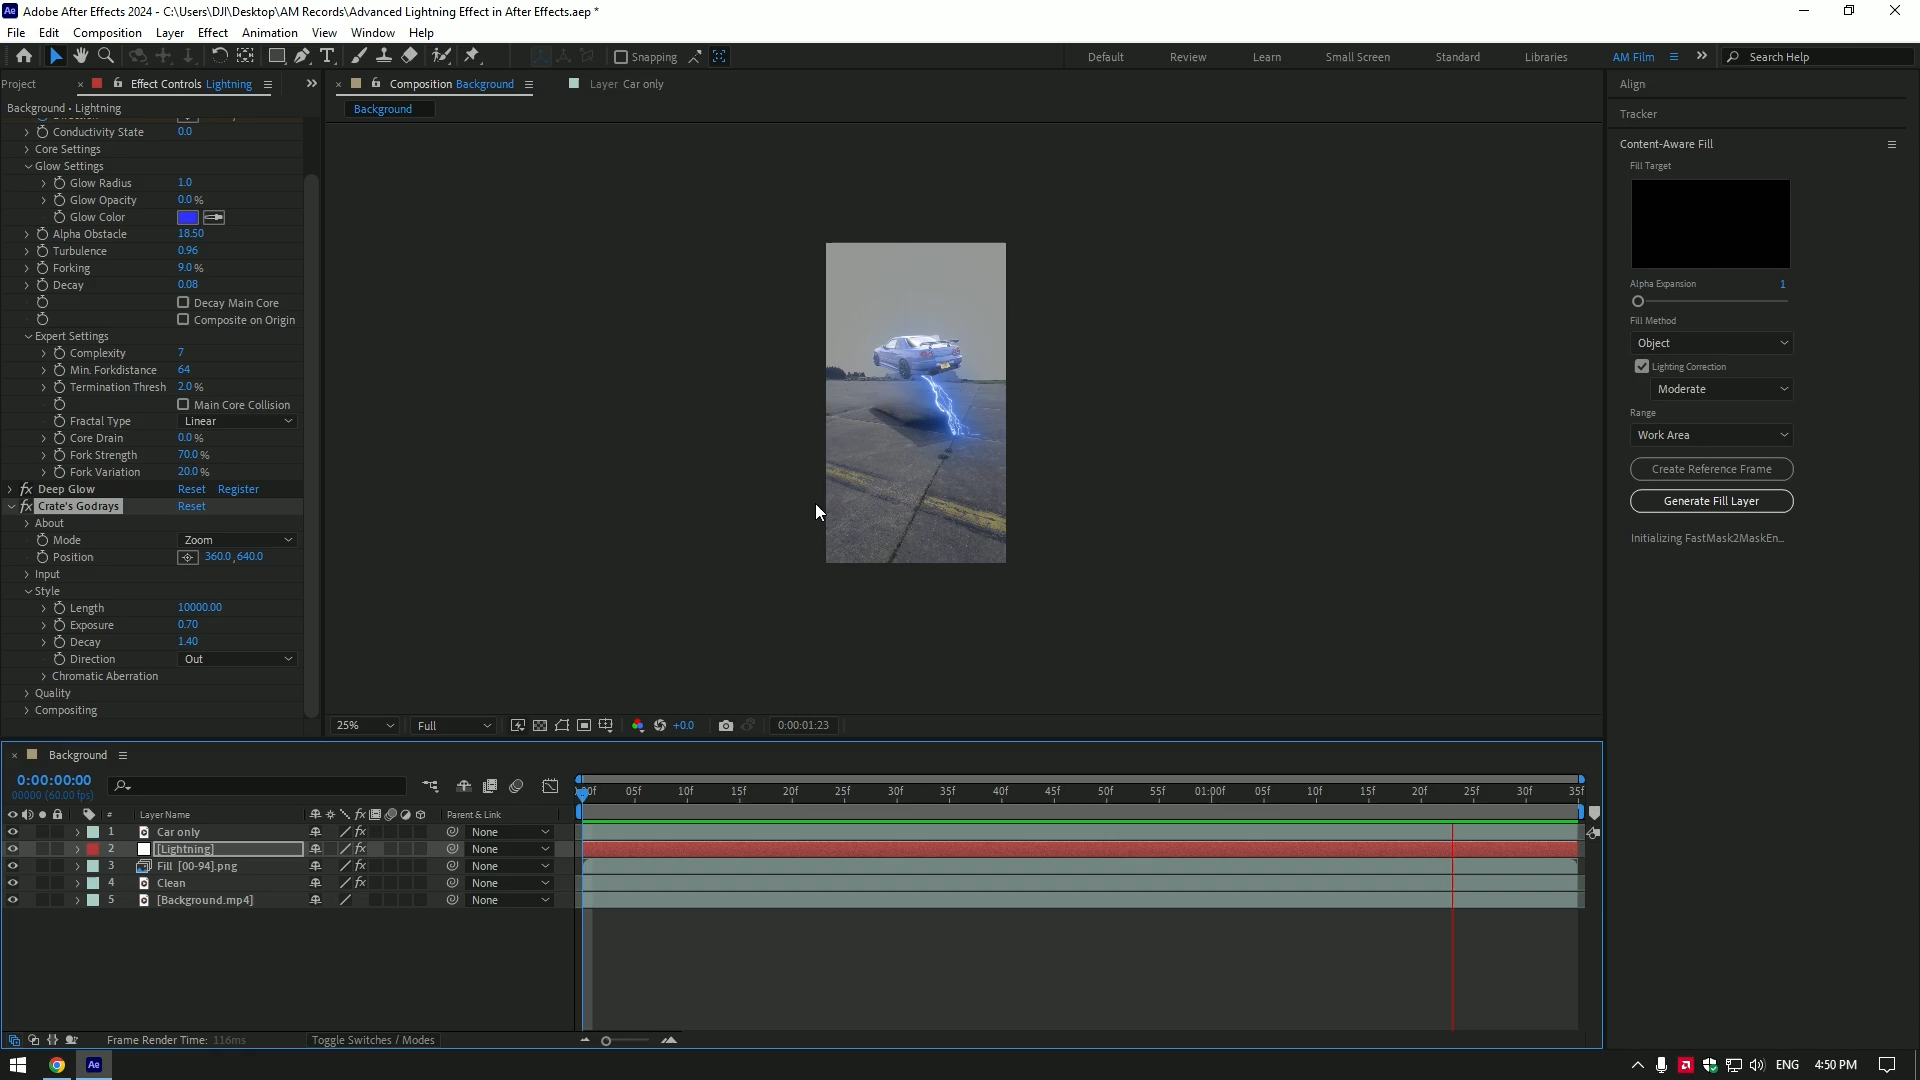 Adobe After Effects 2024 - C:\Users\DJI\Desktop\AM Records\Advanced Lightning Effect in After Effects.aep *
File Edit Composition Layer Effect Animation View Window Help
Snapping
Default Review Learn Small Screen Standard Libraries AM Film Search Help
Project Effect Controls Lightning
Composition Background Layer Car only
Align
Background • Lightning
Background
Tracker
Conductivity State 0.0
Core Settings
Glow Settings
Glow Radius 1.0
Glow Opacity 0.0 %
Glow Color
Alpha Obstacle 18.50
Turbulence 0.96
Forking 9.0 %
Decay 0.08
Decay Main Core
Composite on Origin
Expert Settings
Complexity 7
Min. Forkdistance 64
Termination Thresh 2.0 %
Main Core Collision
Fractal Type Linear
Core Drain 0.0 %
Fork Strength 70.0 %
Fork Variation 20.0 %
fx Deep Glow Reset Register
fx Crate's Godrays Reset
About
Mode Zoom
Position 360.0, 640.0
Input
Style
Length 10000.00
Exposure 0.70
Decay 1.40
Direction Out
Chromatic Aberration
Quality
Compositing
Content-Aware Fill
Fill Target
Alpha Expansion 1
Fill Method
Object
Lighting Correction
Moderate
Range
Work Area
Create Reference Frame
Generate Fill Layer
Initializing FastMask2MaskEn...
25% Full +0.0 0:00:01:23
Background
0:00:00:00
00000 (60.00 fps)
05f 10f 15f 20f 25f 30f 35f 40f 45f 50f 55f 01:00f 05f 10f 15f 20f 25f 30f 35f
# Layer Name fx Parent & Link
1 Car only fx None
2 [Lightning] fx None
3 Fill [00-94].png fx None
4 Clean fx None
5 [Background.mp4] None
Frame Render Time: 116ms Toggle Switches / Modes
Ae ENG 4:50 PM